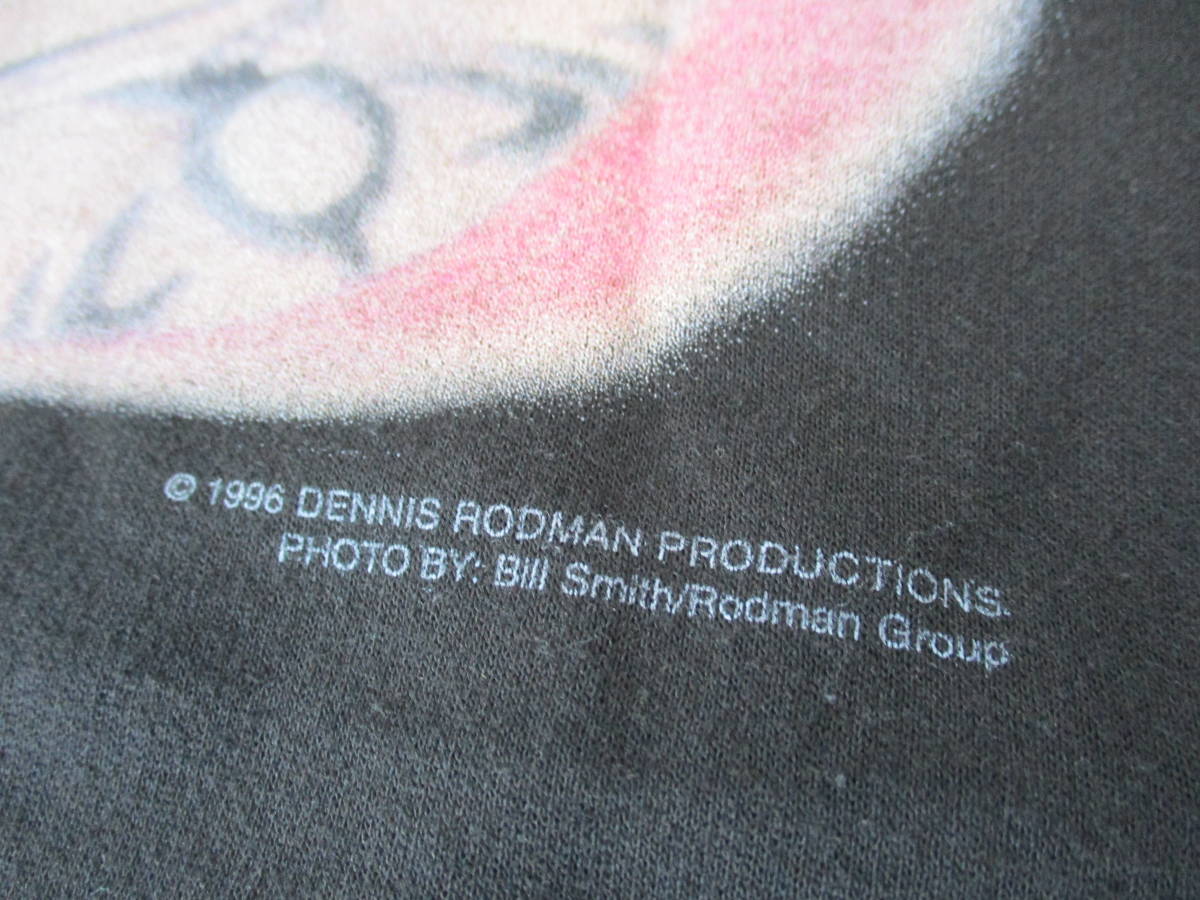 © 1996 DENNIS RODMAN PRODUCTIONS.
PHOTO BY: Bill Smith/Rodman Group